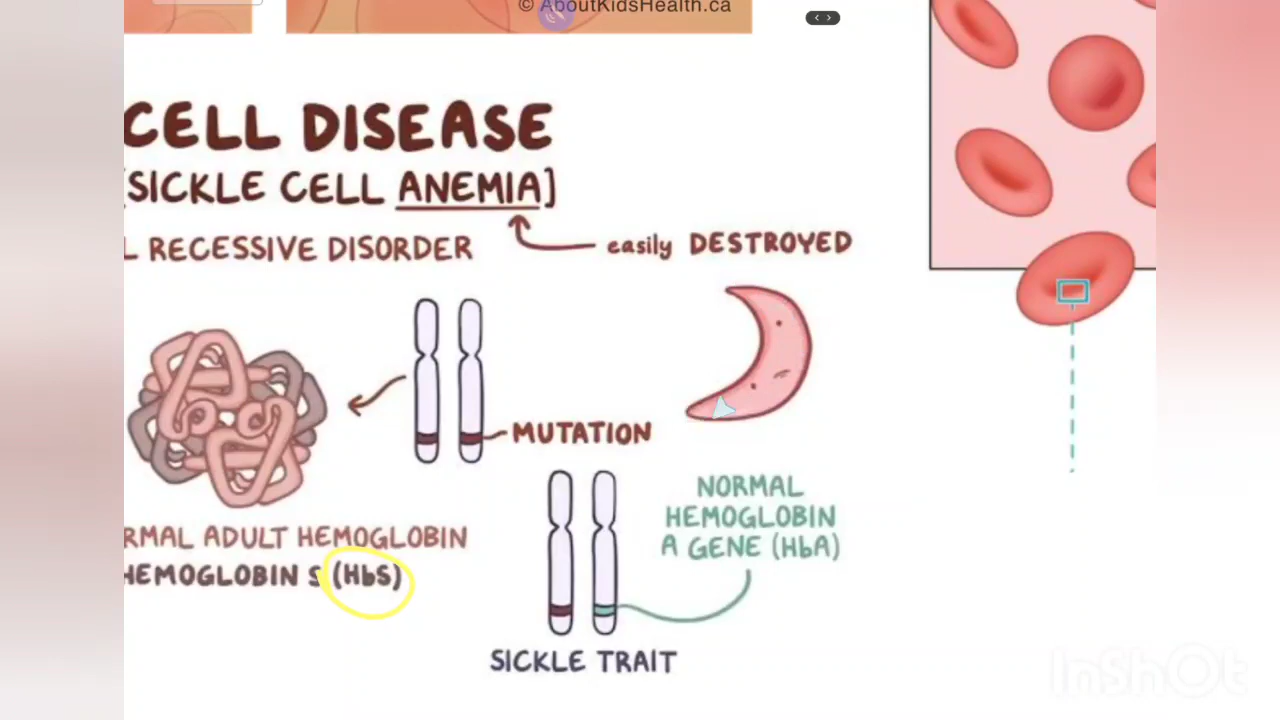 © AboutKidsHealth.ca
CELL DISEASE
[SICKLE CELL ANEMIA]
L RECESSIVE DISORDER
easily DESTROYED
MUTATION
NORMAL
HEMOGLOBIN
A GENE (HbA)
RMAL ADULT HEMOGLOBIN
HEMOGLOBIN S (HbS)
SICKLE TRAIT
InShOt